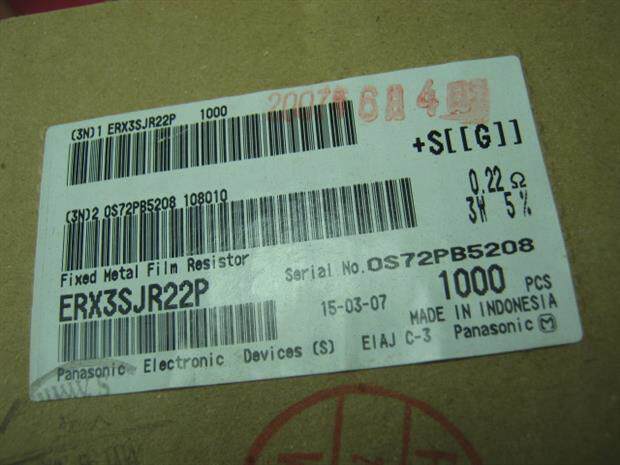 (3N)1 ERX3SJR22P 1000
2007年6月4日
+S[[G]]
(3N)2 0S72PB5208 108010
0.22 Ω
3W 5%
Fixed Metal Film Resistor
Serial No. 0S72PB5208
ERX3SJR22P
15-03-07
1000 PCS
MADE IN INDONESIA
Panasonic Electronic Devices (S)
EIAJ C-3 Panasonic M